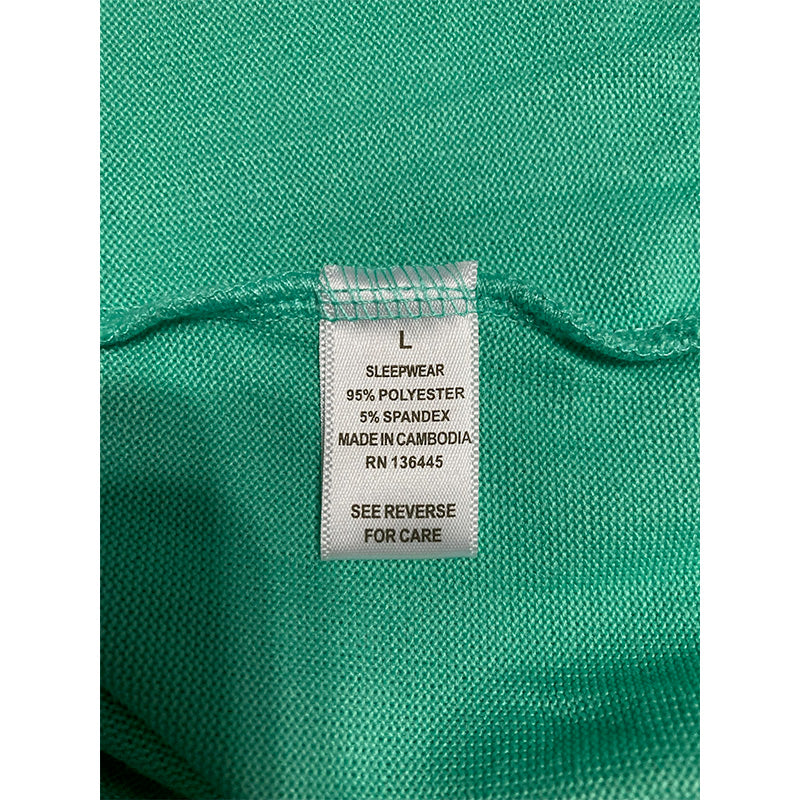 L
SLEEPWEAR
95% POLYESTER
5% SPANDEX
MADE IN CAMBODIA
RN 136445
SEE REVERSE
FOR CARE